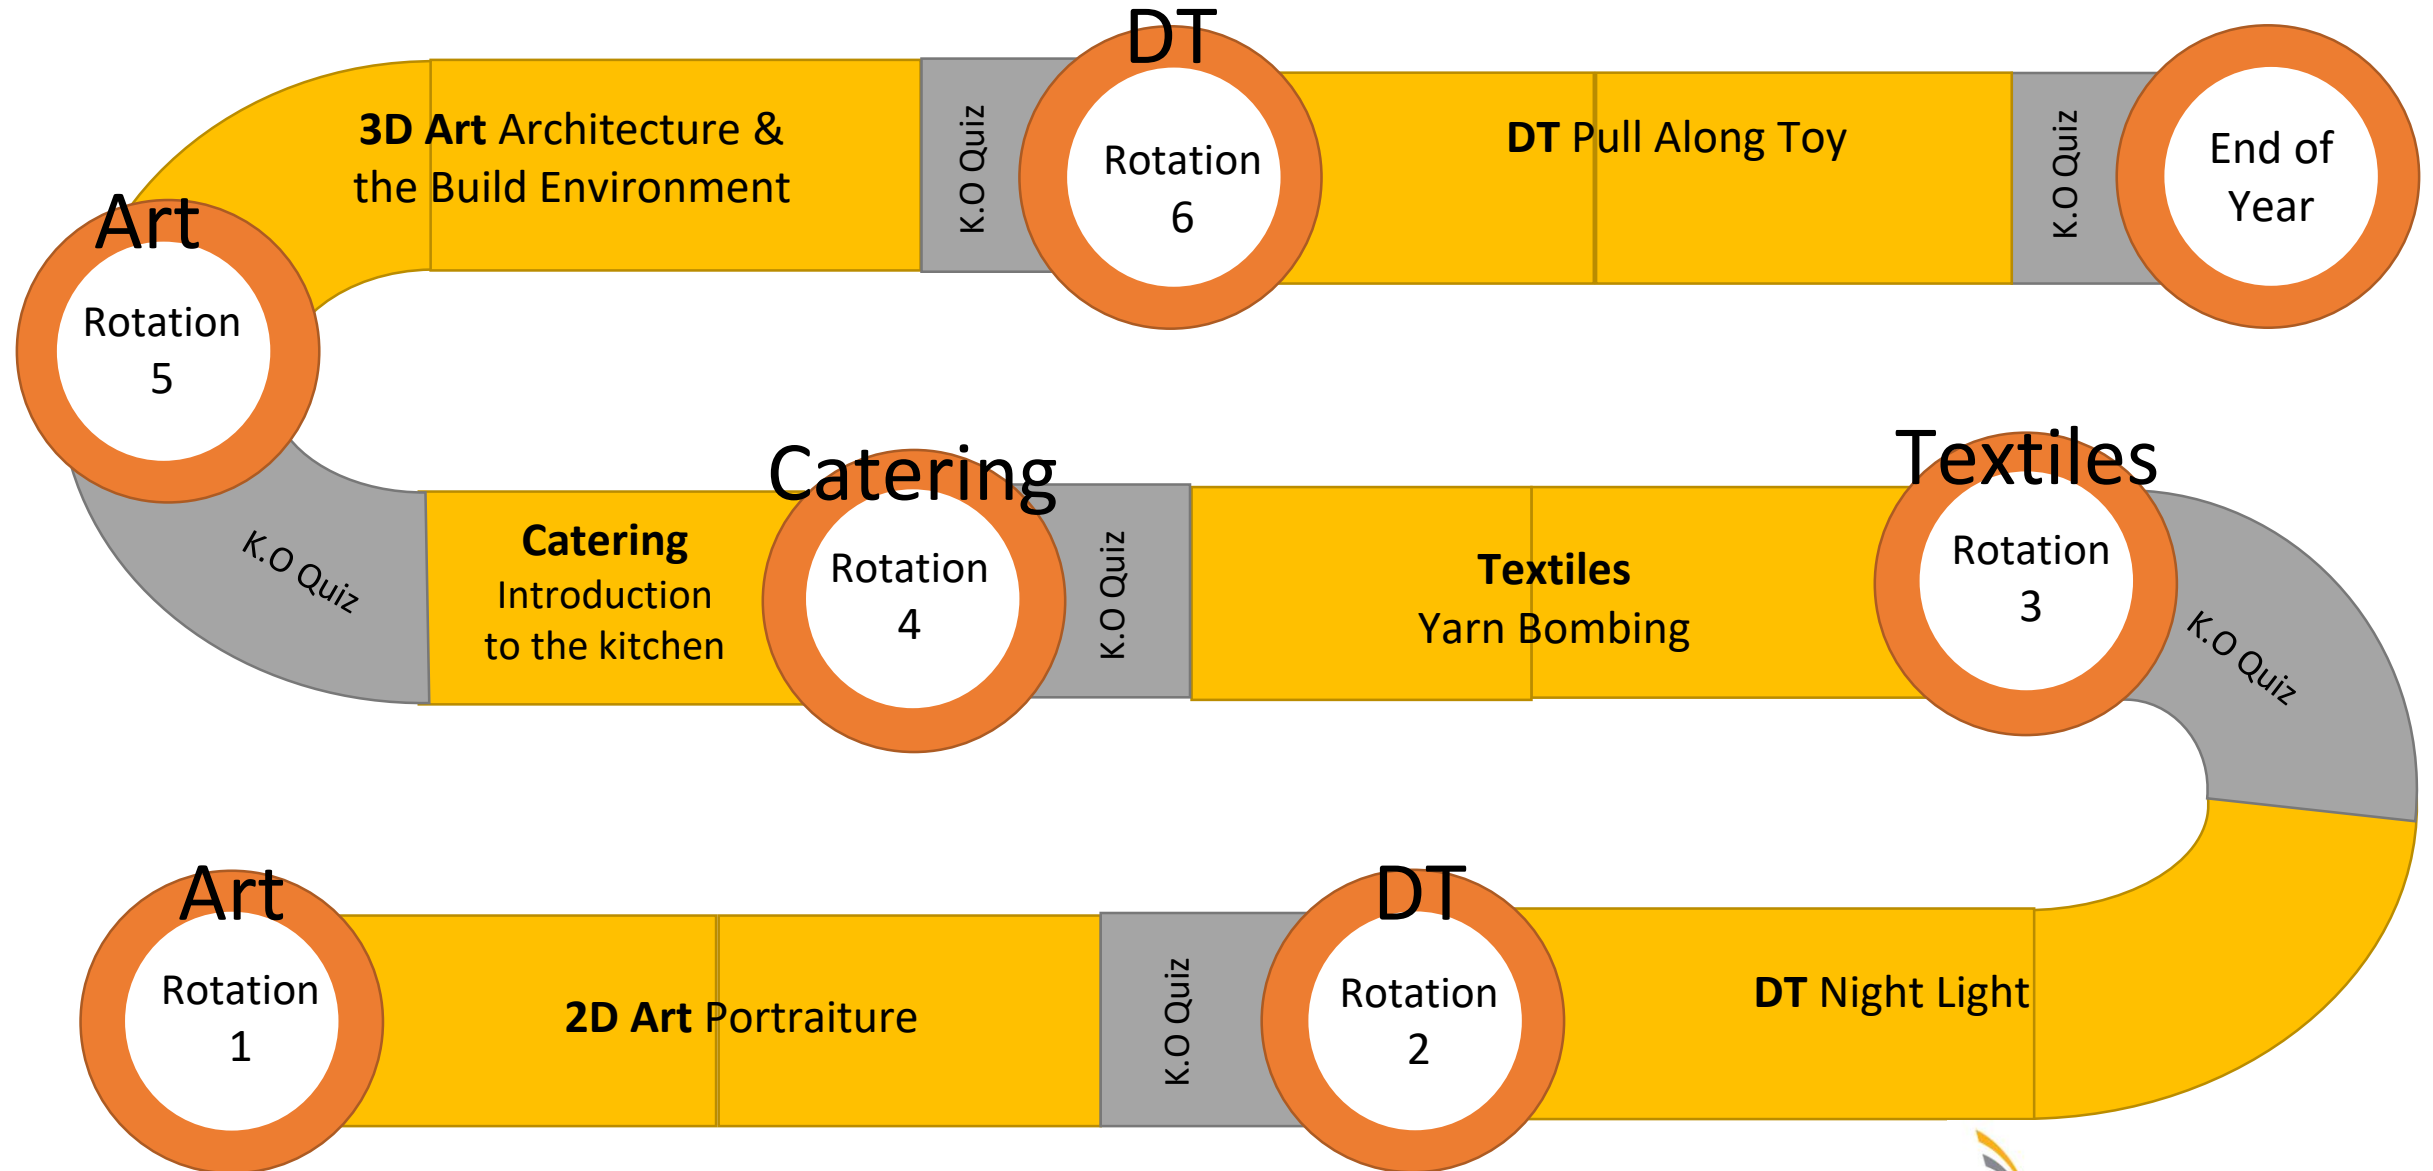 DT
3D Art Architecture &
the Build Environment
K.O Quiz
Rotation
6
DT Pull Along Toy
K.O Quiz
End of
Year
Art
Rotation
5
K.O Quiz
Catering
Introduction
to the kitchen
Catering
Rotation
4
K.O Quiz
Textiles
Yarn Bombing
Textiles
Rotation
3
K.O Quiz
Art
Rotation
1
2D Art Portraiture
K.O Quiz
DT
Rotation
2
DT Night Light